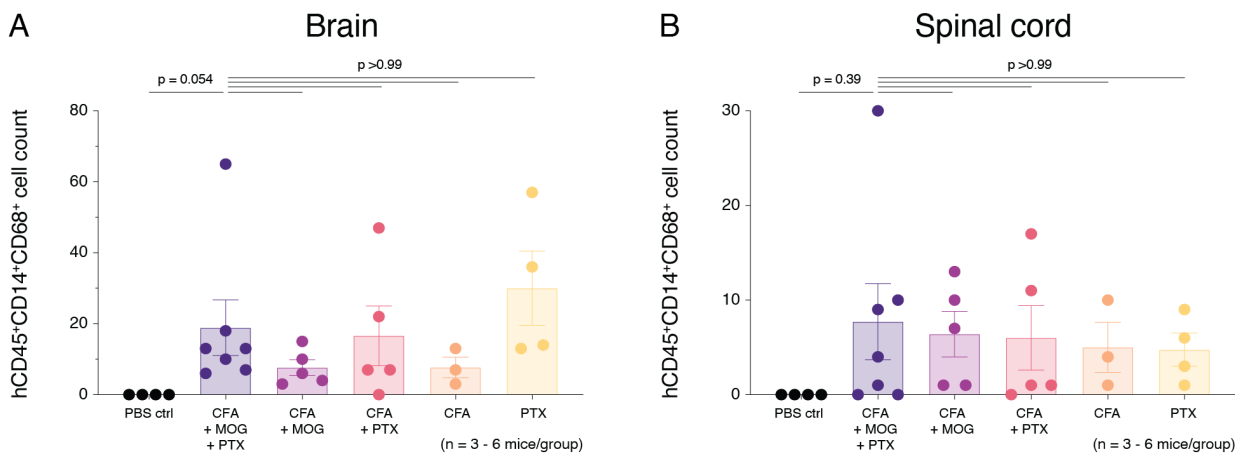 A
Brain
p >0.99
p = 0.054
hCD45⁺CD14⁺CD68⁺ cell count
80
60
40
20
0
PBS ctrl
CFA
+ MOG
+ PTX
CFA
+ MOG
CFA
+ PTX
CFA
PTX
(n = 3 - 6 mice/group)
B
Spinal cord
p >0.99
p = 0.39
hCD45⁺CD14⁺CD68⁺ cell count
30
20
10
0
PBS ctrl
CFA
+ MOG
+ PTX
CFA
+ MOG
CFA
+ PTX
CFA
PTX
(n = 3 - 6 mice/group)